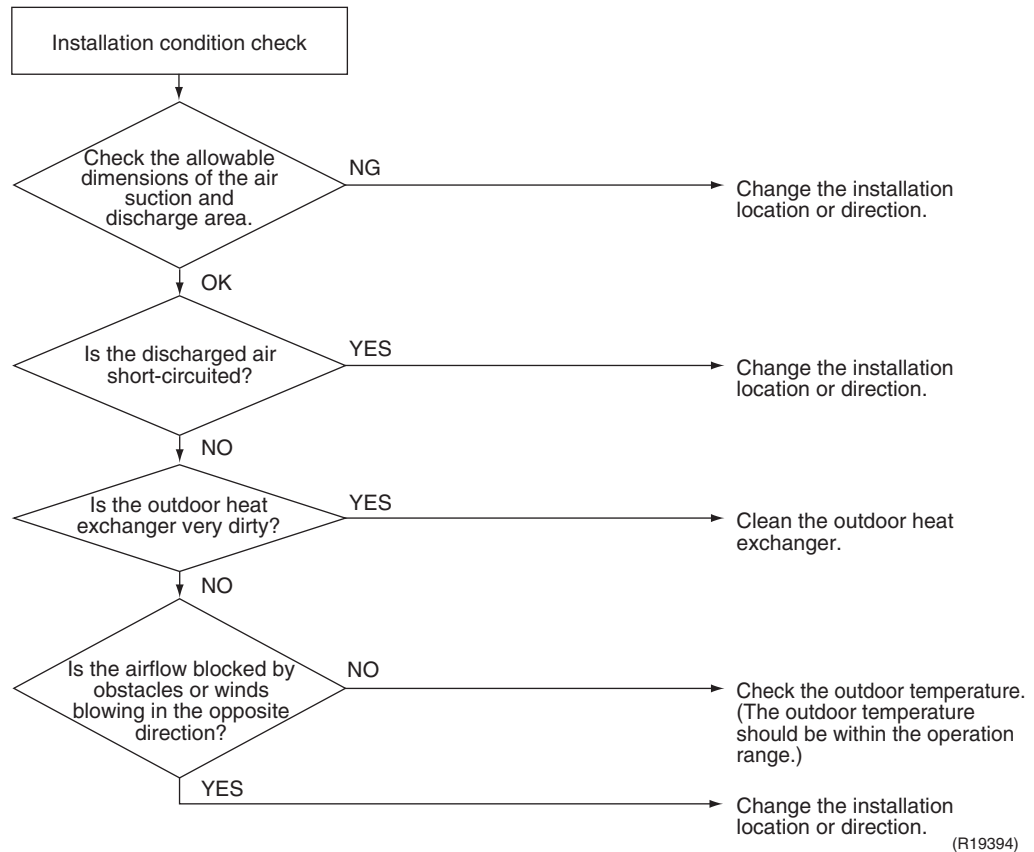 Installation condition check
Check the allowable
dimensions of the air
suction and
discharge area.
NG
Change the installation
location or direction.
OK
Is the discharged air
short-circuited?
YES
Change the installation
location or direction.
NO
Is the outdoor heat
exchanger very dirty?
YES
Clean the outdoor heat
exchanger.
NO
Is the airflow blocked by
obstacles or winds
blowing in the opposite
direction?
NO
Check the outdoor temperature.
(The outdoor temperature
should be within the operation
range.)
YES
Change the installation
location or direction.
(R19394)